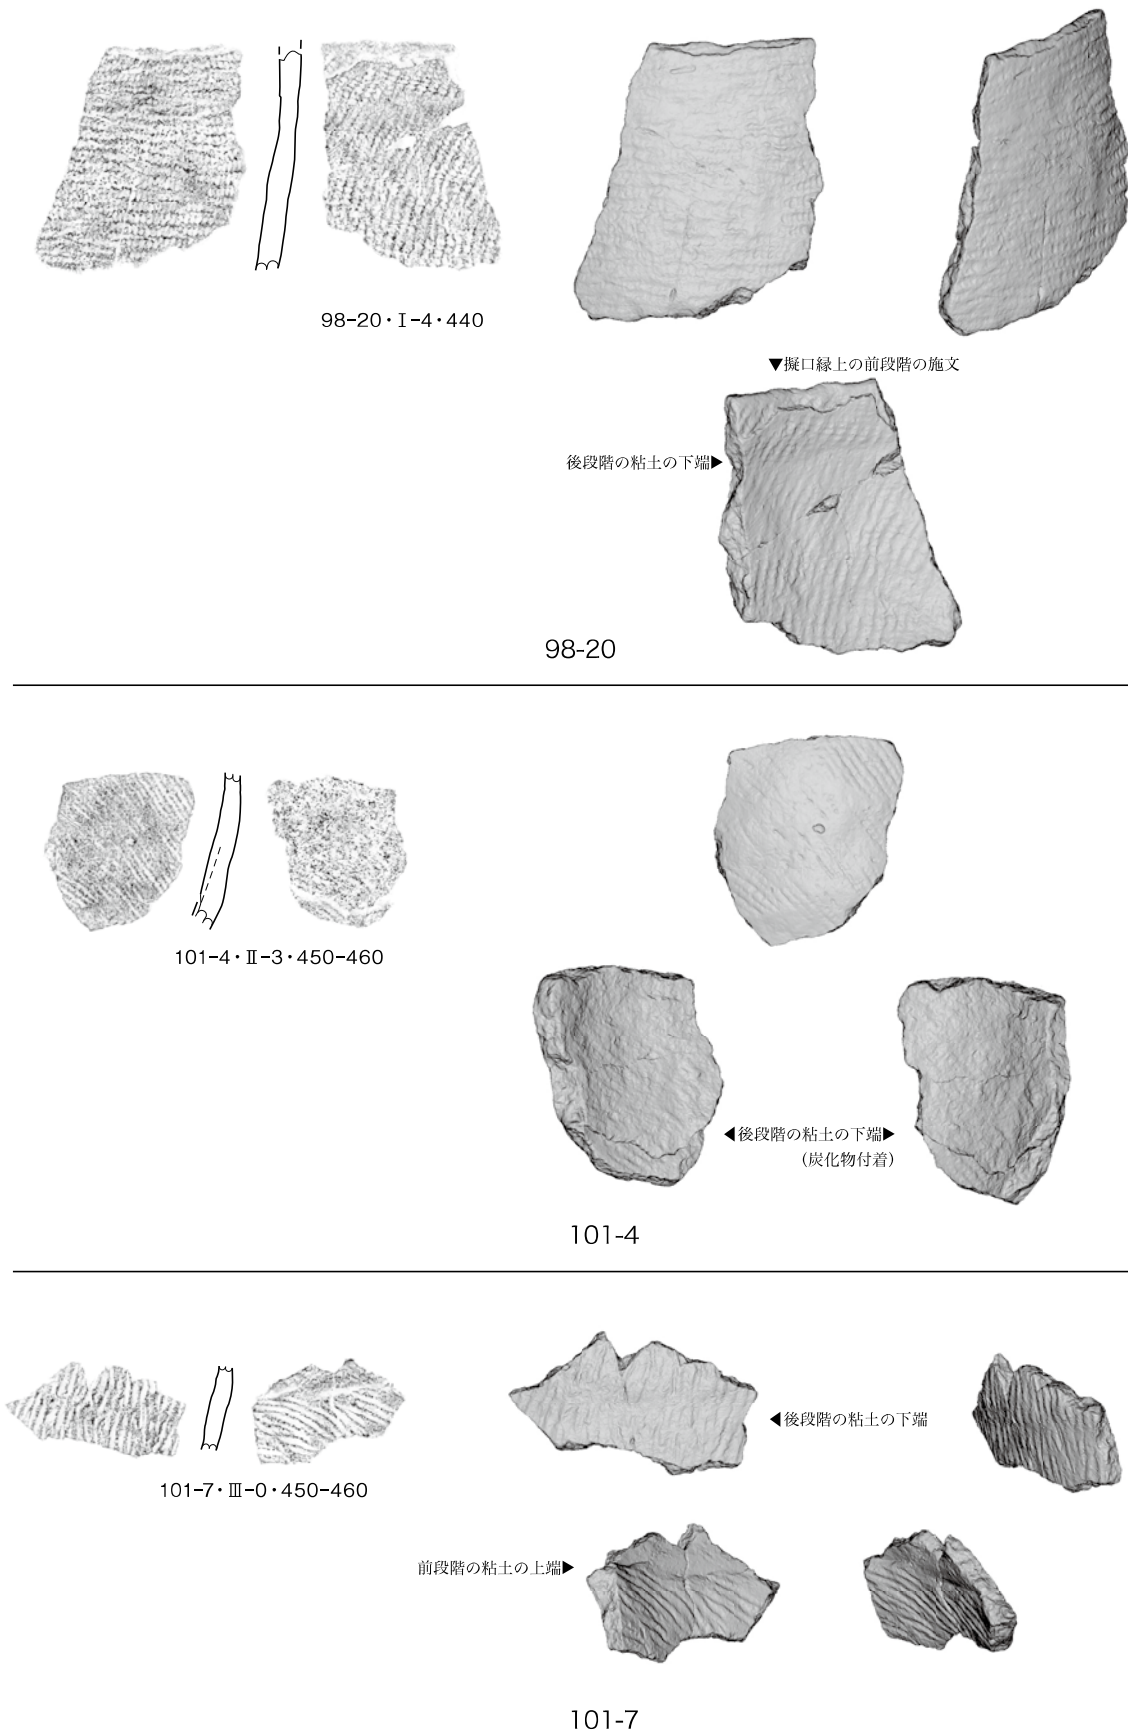 98-20・Ⅰ-4・440
▼擬口縁上の前段階の施文
後段階の粘土の下端▶
98-20
101-4・Ⅱ-3・450-460
◀後段階の粘土の下端▶
(炭化物付着)
101-4
◀後段階の粘土の下端
101-7・Ⅲ-0・450-460
前段階の粘土の上端▶
101-7